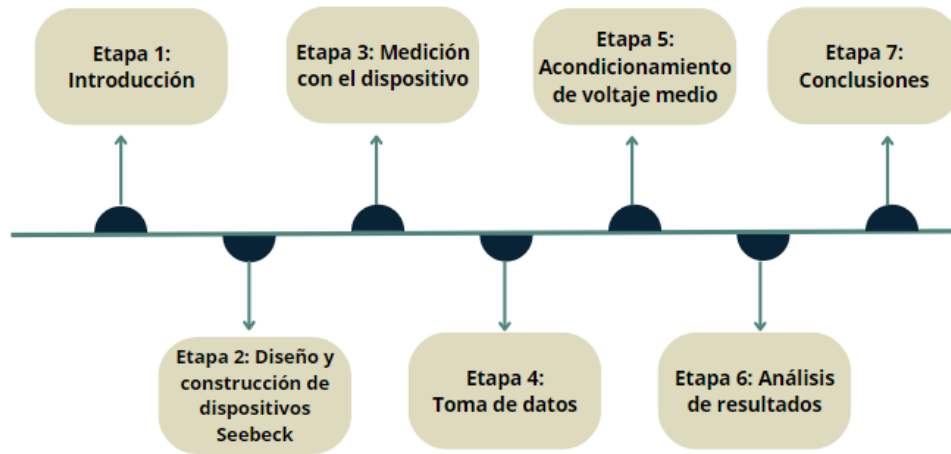 Etapa 1:
Introducción
Etapa 2: Diseño y
construcción de
dispositivos
Seebeck
Etapa 3: Medición
con el dispositivo
Etapa 4:
Toma de datos
Etapa 5:
Acondicionamiento
de voltaje medio
Etapa 6: Análisis
de resultados
Etapa 7:
Conclusiones